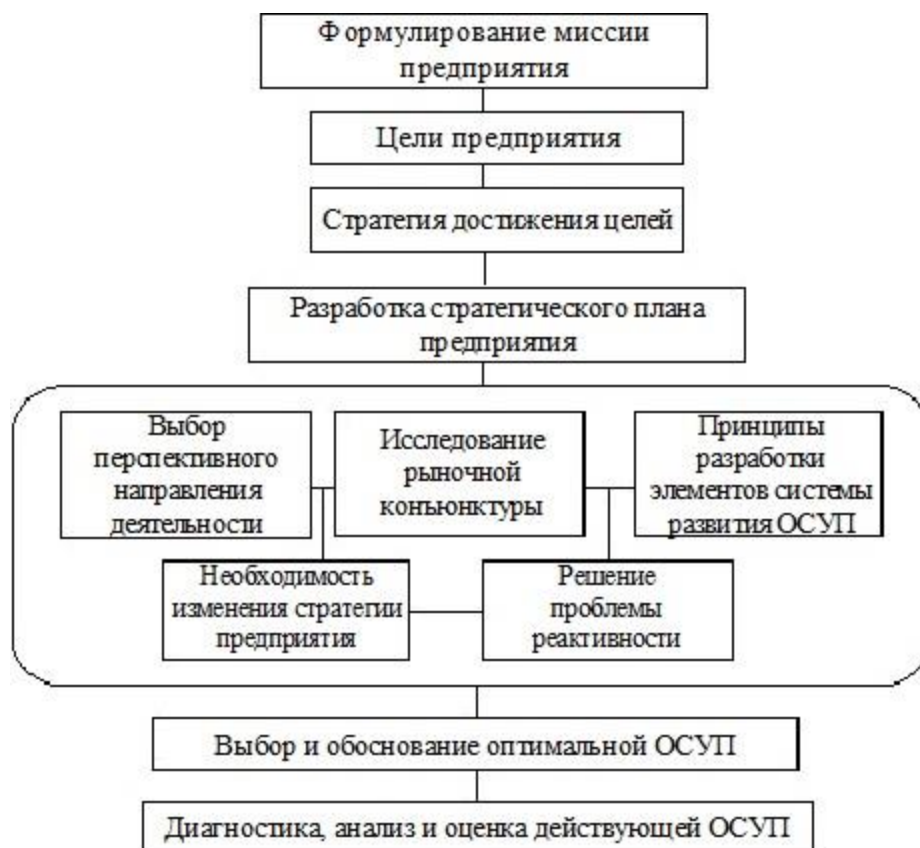 Формулирование миссии
предприятия
Цели предприятия
Стратегия достижения целей
Разработка стратегического плана
предприятия
Выбор
перспективного
направления
деятельности
Исследование
рыночной
конъюнктуры
Принципы
разработки
элементов системы
развития ОСУП
Необходимость
изменения стратегии
предприятия
Решение
проблемы
реактивности
Выбор и обоснование оптимальной ОСУП
Диагностика, анализ и оценка действующей ОСУП